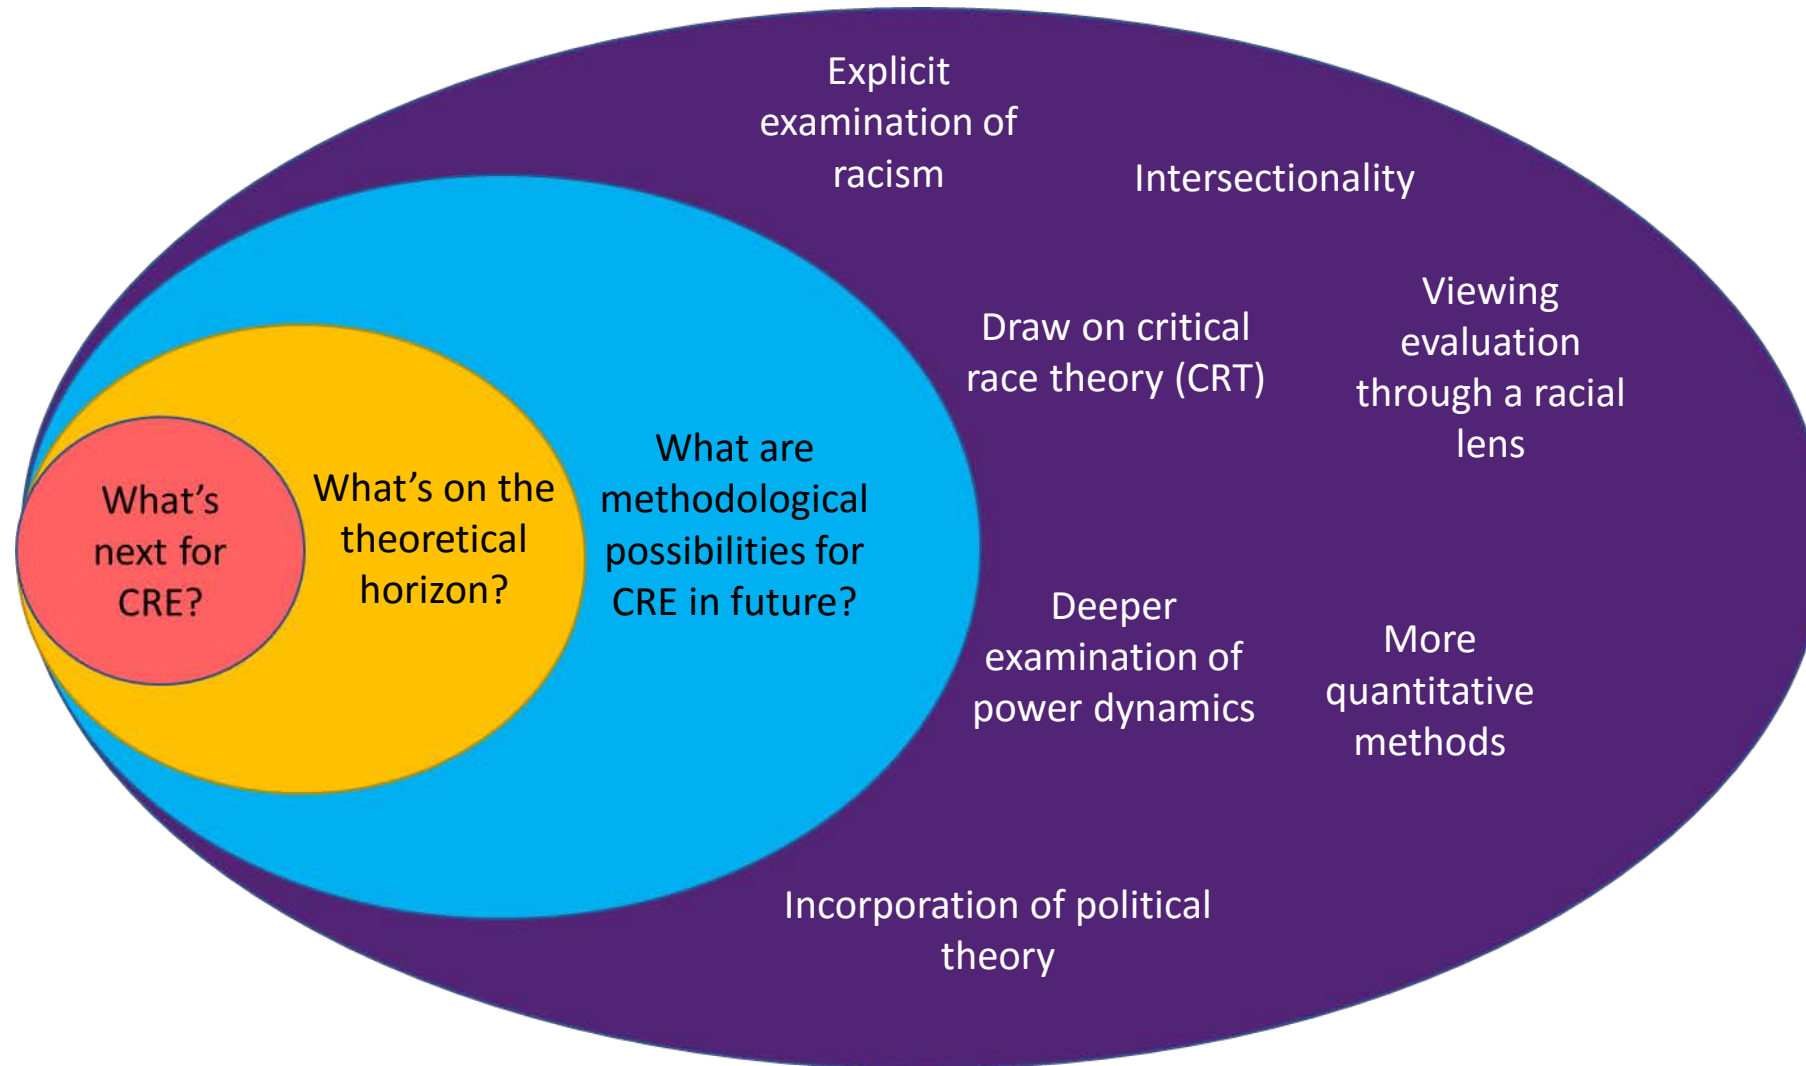 What's
next for
CRE?
What's on the
theoretical
horizon?
What are
methodological
possibilities for
CRE in future?
Explicit
examination of
racism
Intersectionality
Draw on critical
race theory (CRT)
Viewing
evaluation
through a racial
lens
Deeper
examination of
power dynamics
More
quantitative
methods
Incorporation of political
theory